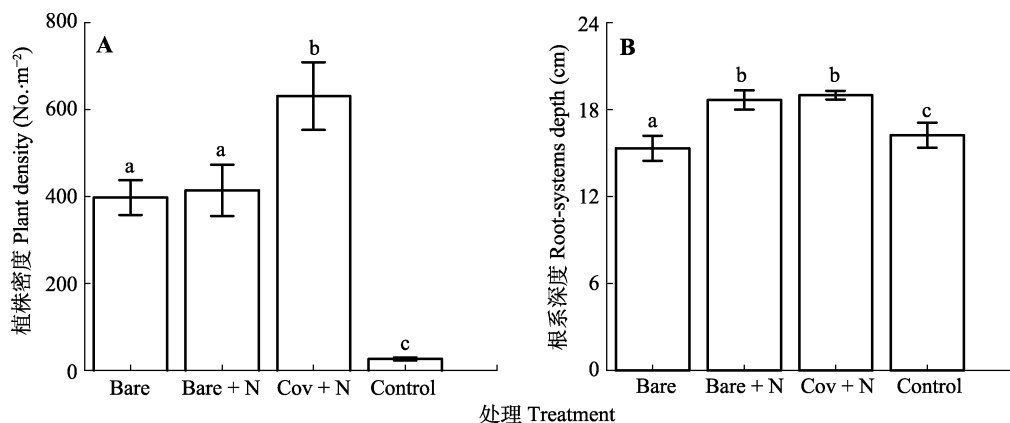 A
植株密度 Plant density (No.·m⁻²)
800
600
400
200
0
a
a
b
c
Bare
Bare + N
Cov + N
Control
B
根系深度 Root-systems depth (cm)
24
18
12
6
0
a
b
b
c
Bare
Bare + N
Cov + N
Control
处理 Treatment